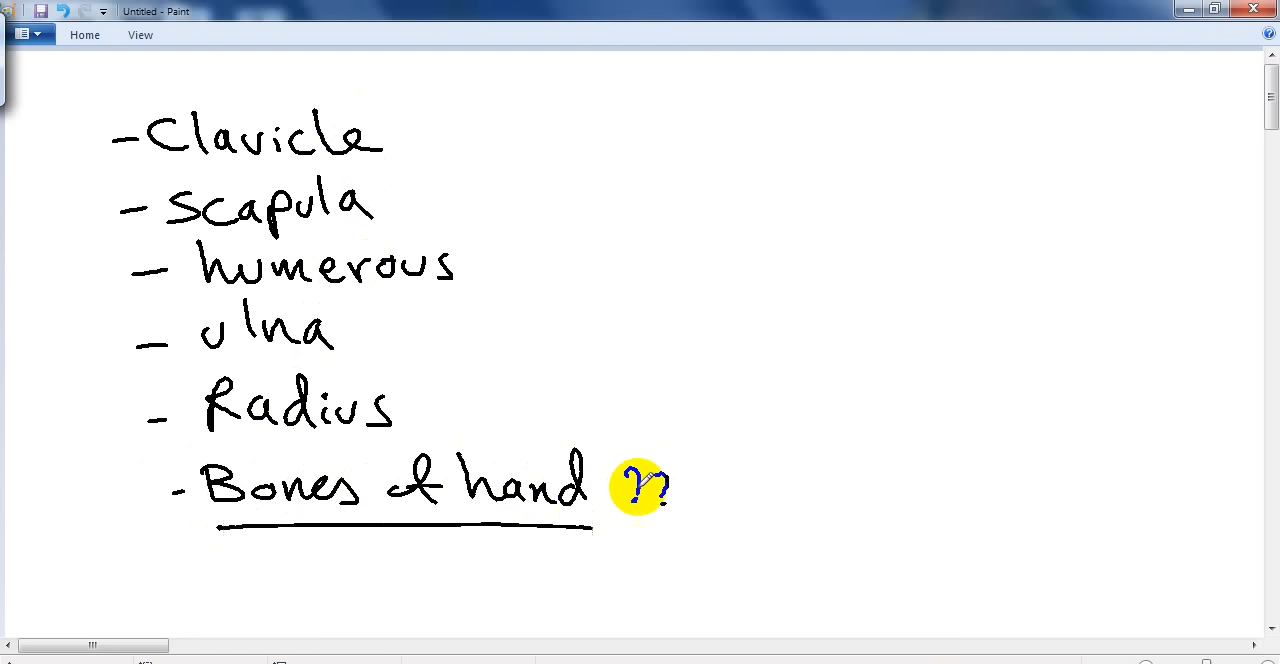 Untitled - Paint
Home View
- Clavicle
- Scapula
- humerous
- ulna
- Radius
- Bones of hand ??